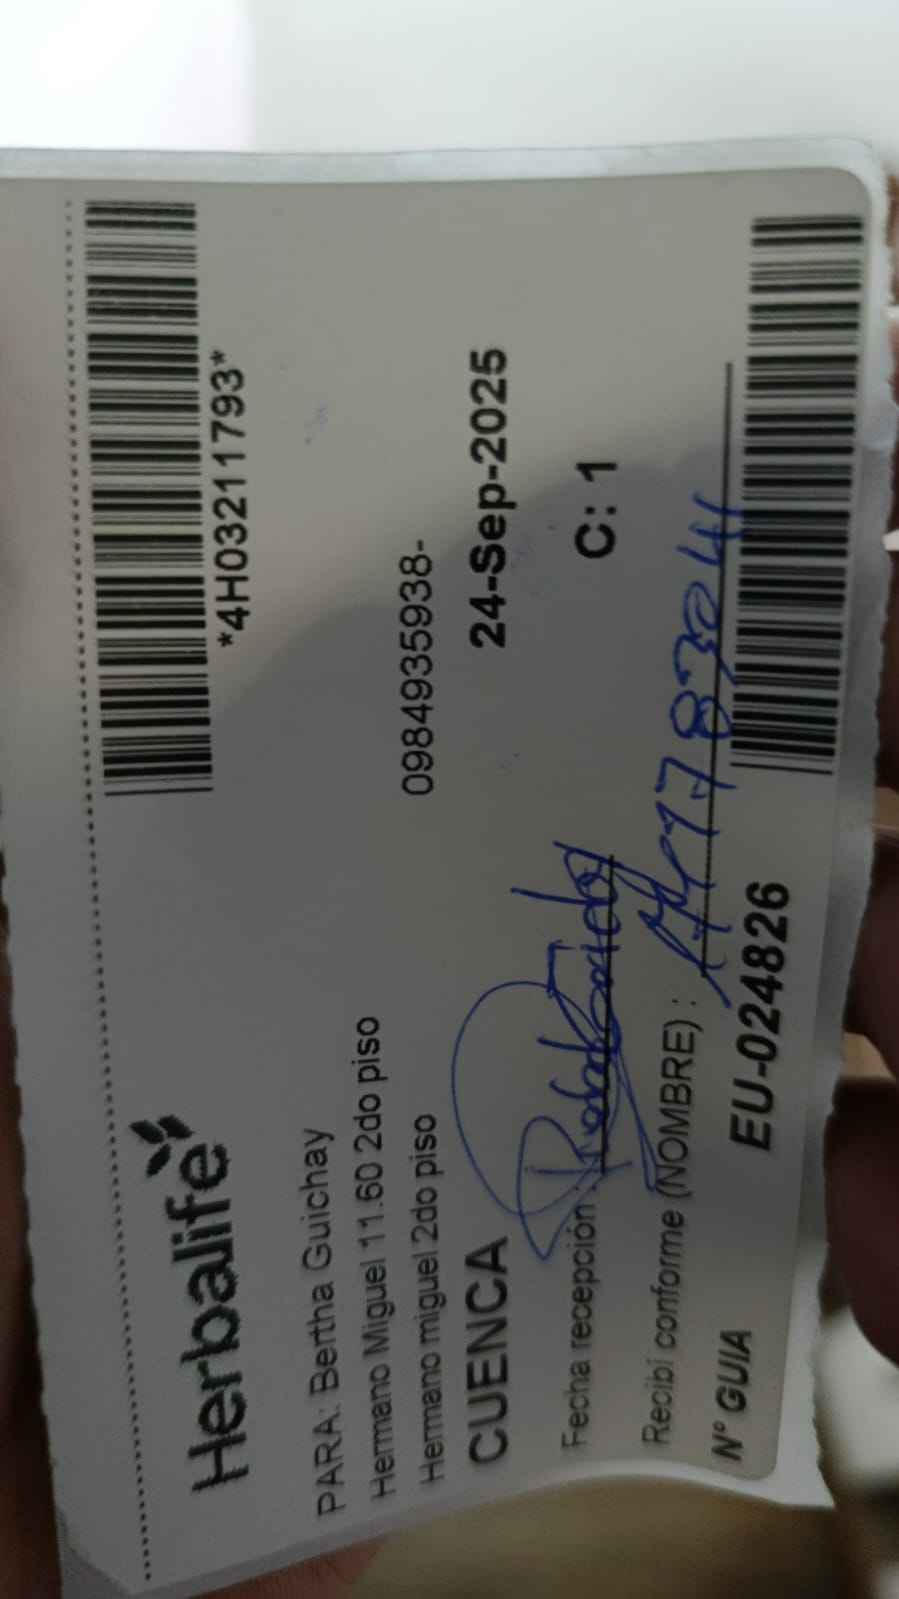 *4H03211793*
Herbalife
PARA: Bertha Guichay
Hermano Miguel 11.60 2do piso
Hermano miguel 2do piso
0984935938-
CUENCA
24-Sep-2025
Fecha recepción :
C: 1
Recibi conforme (NOMBRE) :
N° GUIA
EU-024826